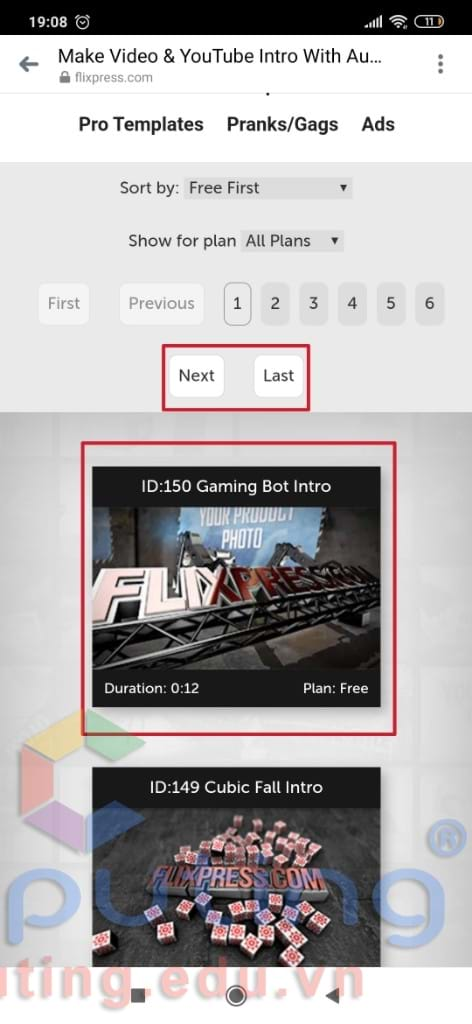 19:08
11
Make Video & YouTube Intro With Au...
flixpress.com
Pro Templates Pranks/Gags Ads
Sort by: Free First
Show for plan All Plans
First Previous 1 2 3 4 5 6
Next Last
ID:150 Gaming Bot Intro
YOUR PRODUCT
PHOTO
FLIXPRESS.COM
Duration: 0:12 Plan: Free
ID:149 Cubic Fall Intro
FLIXPRESS.COM
®
puting
ating.edu.vn